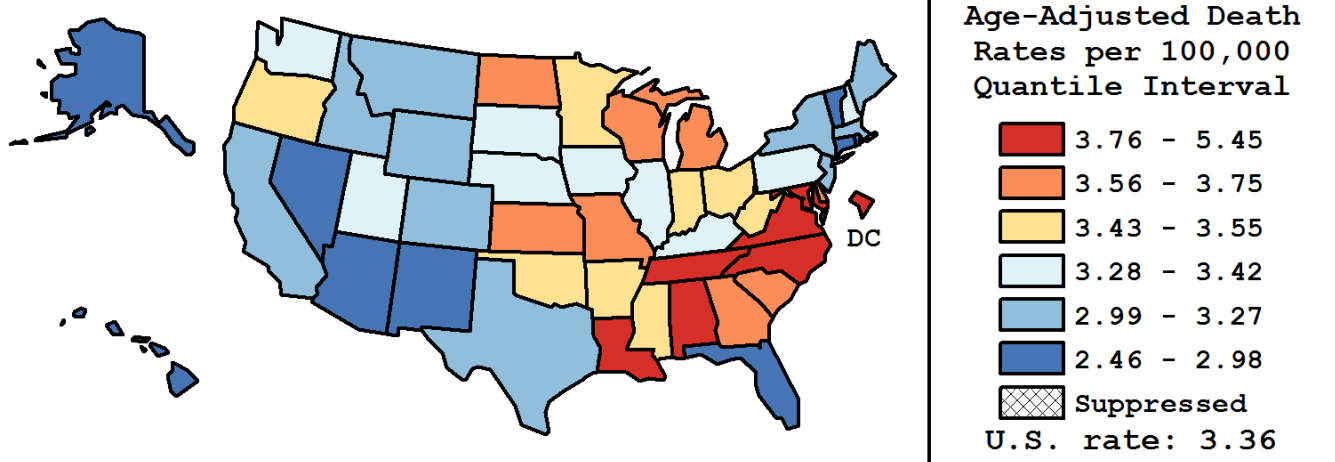 Age-Adjusted Death
Rates per 100,000
Quantile Interval
3.76 - 5.45
3.56 - 3.75
3.43 - 3.55
3.28 - 3.42
2.99 - 3.27
2.46 - 2.98
Suppressed
U.S. rate: 3.36
DC